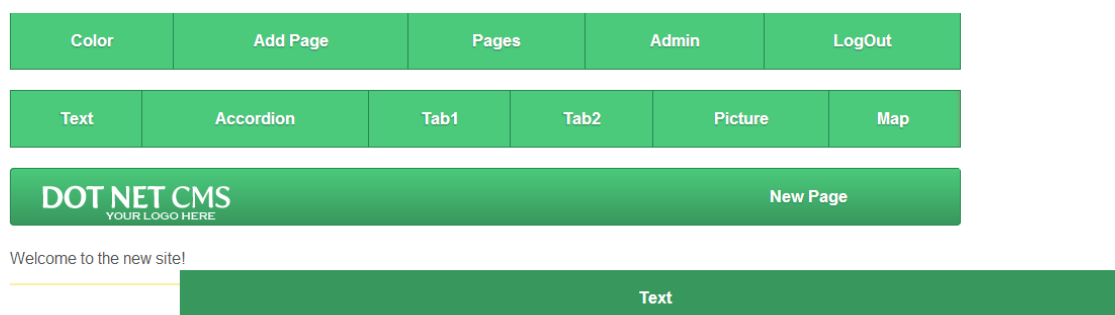 Color Add Page Pages Admin LogOut
Text Accordion Tab1 Tab2 Picture Map
DOT NET CMS New Page
YOUR LOGO HERE
Welcome to the new site!
Text